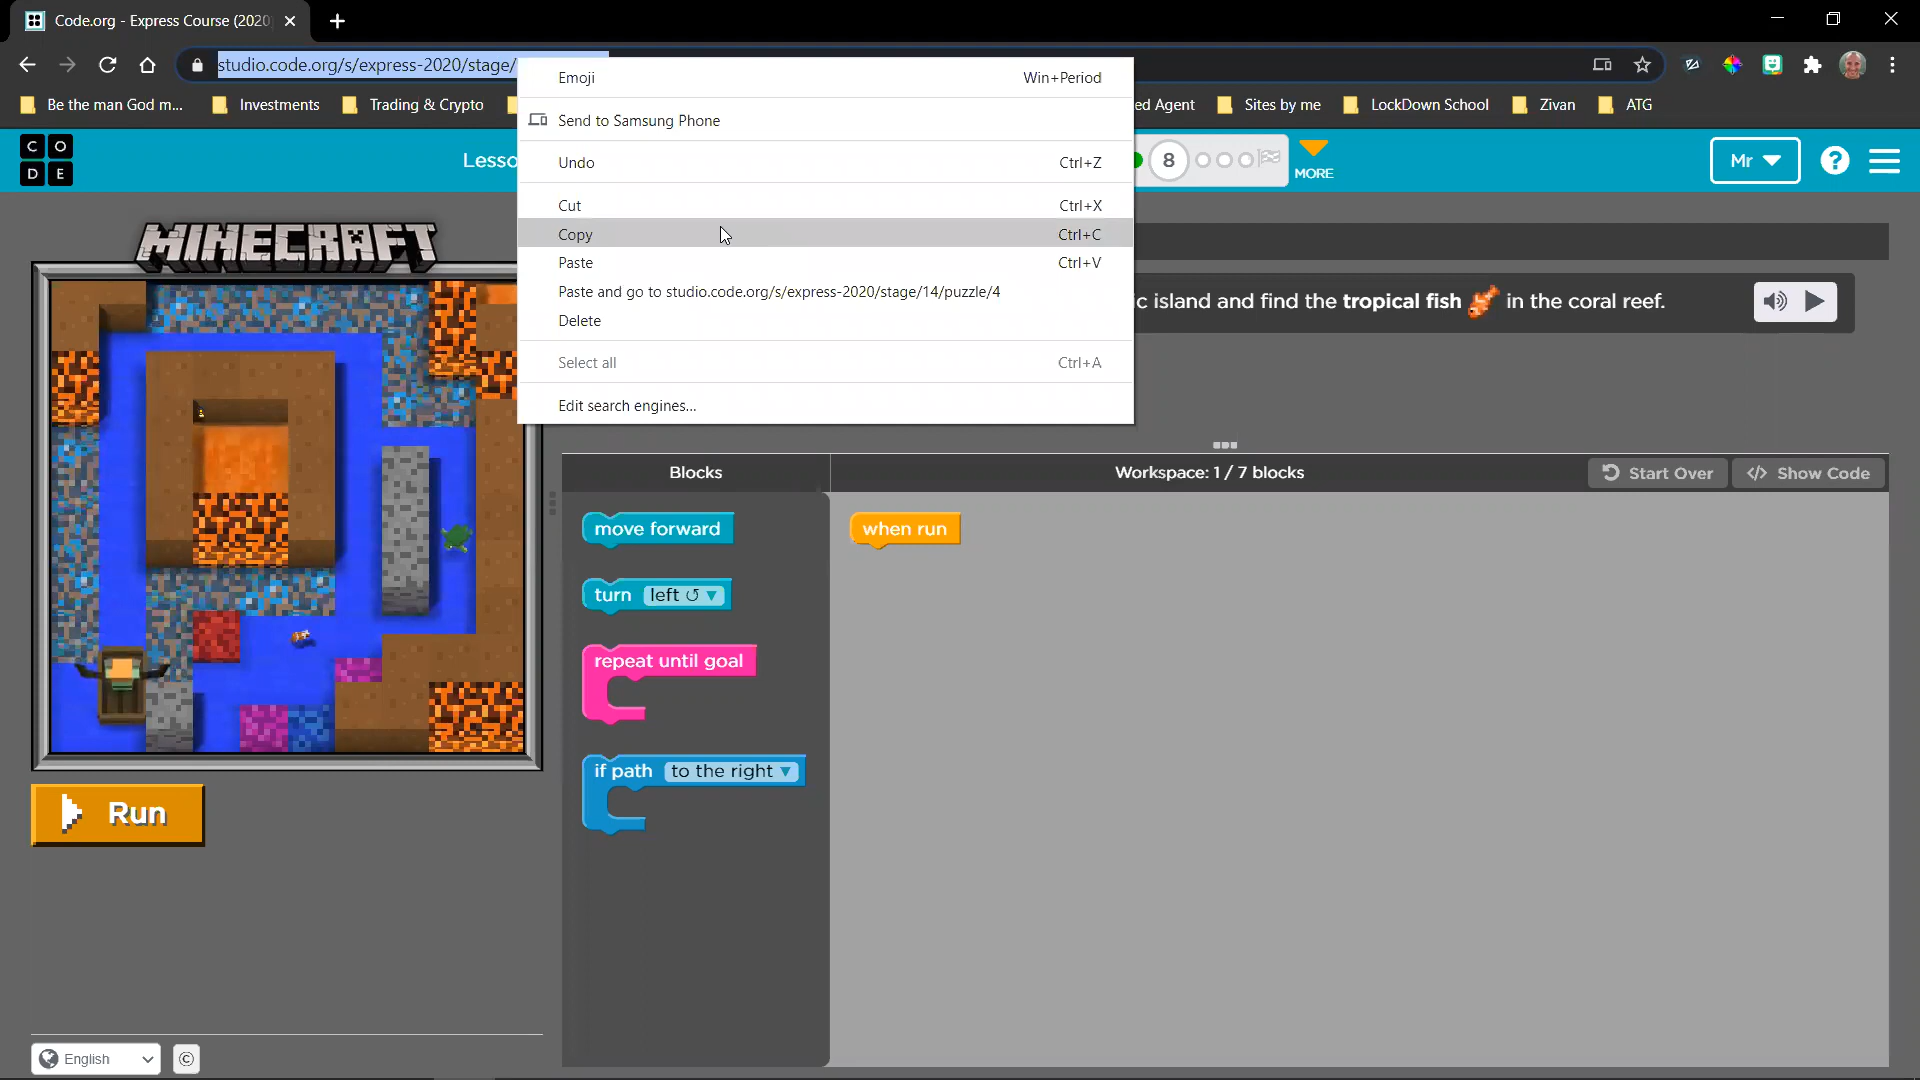 Code.org - Express Course (2020)
studio.code.org/s/express-2020/stage/
Be the man God m...
Investments
Trading & Crypto
ed Agent
Sites by me
LockDown School
Zivan
ATG
Emoji Win+Period
Send to Samsung Phone
Undo Ctrl+Z
Cut Ctrl+X
Copy Ctrl+C
Paste Ctrl+V
Paste and go to studio.code.org/s/express-2020/stage/14/puzzle/4
Delete
Select all Ctrl+A
Edit search engines...
C O
D E
Lesso
8
MORE
Mr
?
MINECRAFT
c island and find the tropical fish in the coral reef.
Blocks
Workspace: 1 / 7 blocks
Start Over
</> Show Code
move forward
turn left ↺ ▼
repeat until goal
if path to the right ▼
when run
Run
English
©